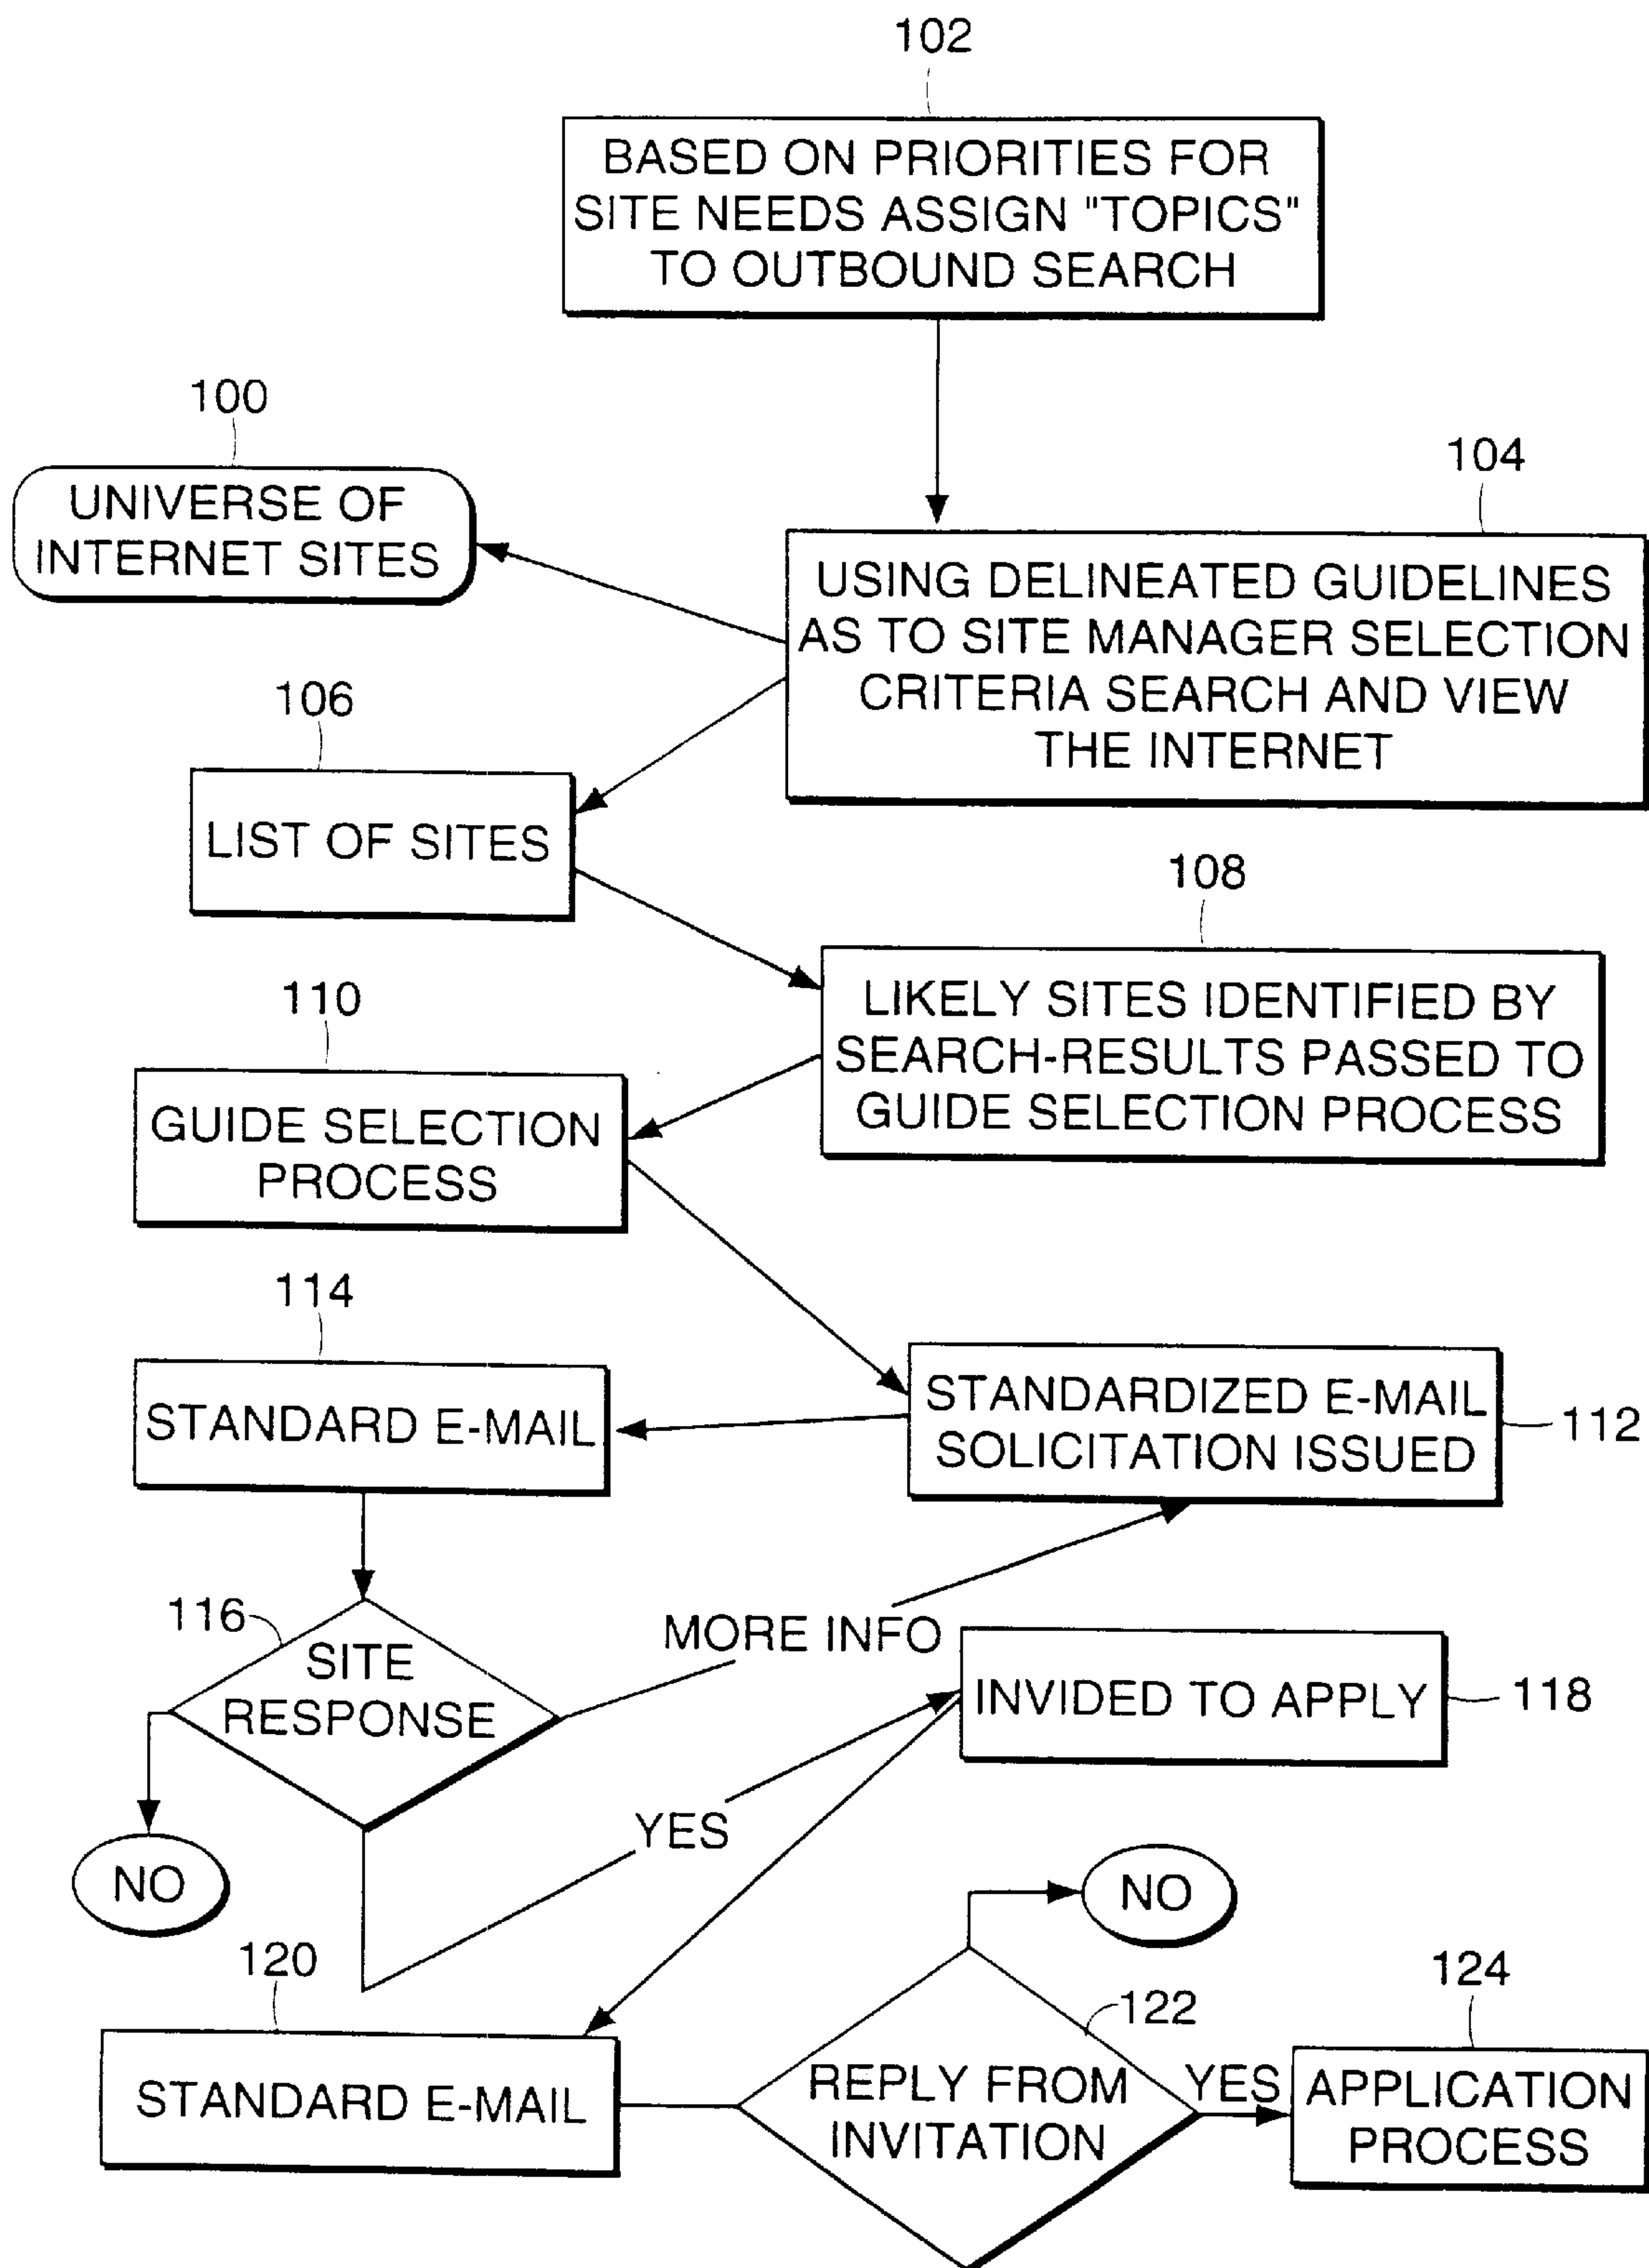 102
BASED ON PRIORITIES FOR
SITE NEEDS ASSIGN "TOPICS"
TO OUTBOUND SEARCH
100
UNIVERSE OF
INTERNET SITES
104
USING DELINEATED GUIDELINES
AS TO SITE MANAGER SELECTION
CRITERIA SEARCH AND VIEW
THE INTERNET
106
LIST OF SITES
108
LIKELY SITES IDENTIFIED BY
SEARCH-RESULTS PASSED TO
GUIDE SELECTION PROCESS
110
GUIDE SELECTION
PROCESS
114
STANDARD E-MAIL
STANDARDIZED E-MAIL
SOLICITATION ISSUED
112
116
SITE
RESPONSE
MORE INFO
INVIDED TO APPLY
118
YES
NO
NO
120
STANDARD E-MAIL
122
REPLY FROM
INVITATION
YES
124
APPLICATION
PROCESS